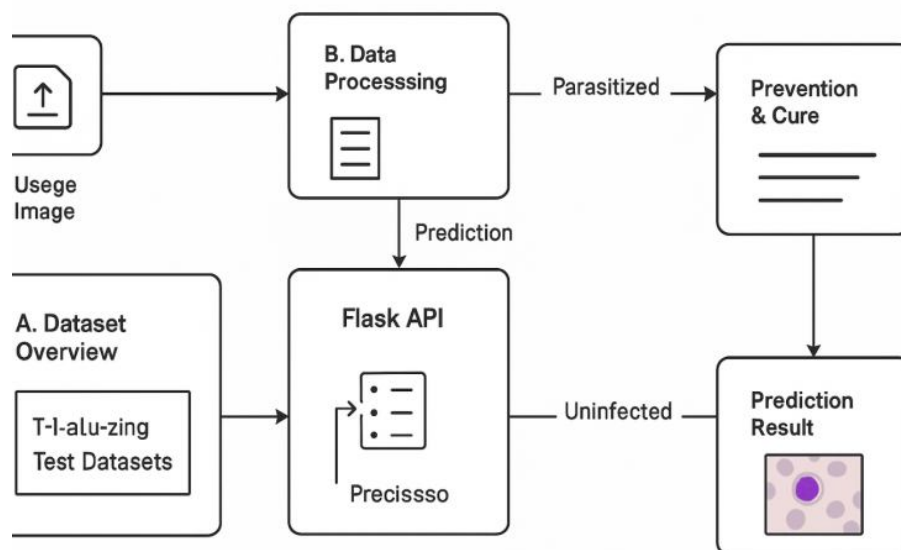 Usege
Image
B. Data
Processsing
Parasitized
Prevention
& Cure
Prediction
A. Dataset
Overview
T-l-alu-zing
Test Datasets
Flask API
Precissso
Uninfected
Prediction
Result